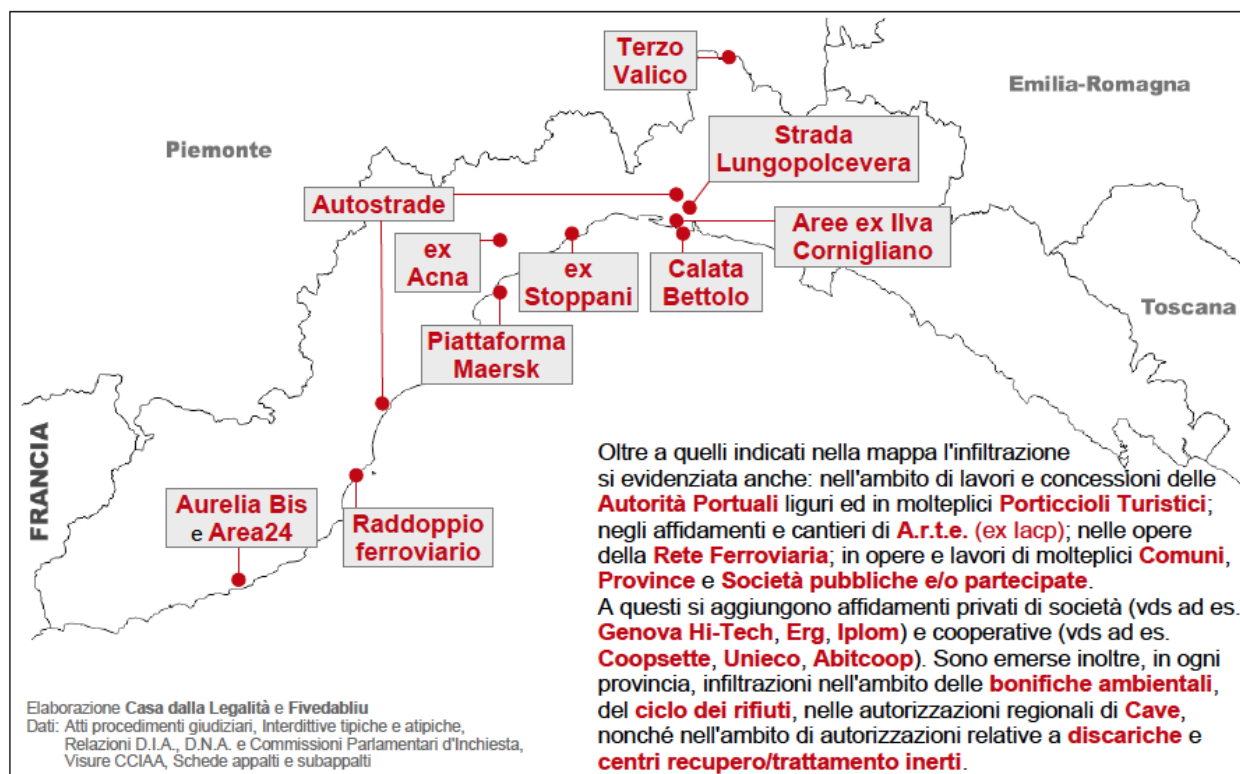 Terzo
Valico
Emilia-Romagna
Piemonte
Strada
Lungopolcevera
Autostrade
Aree ex Ilva
Cornigliano
ex
Acna
ex
Stoppani
Calata
Bettolo
Toscana
Piattaforma
Maersk
FRANCIA
Aurelia Bis
e Area24
Raddoppio
ferroviario
Oltre a quelli indicati nella mappa l'infiltrazione
si evidenziata anche: nell'ambito di lavori e concessioni delle
Autorità Portuali liguri ed in molteplici Porticcioli Turistici;
negli affidamenti e cantieri di A.r.t.e. (ex Iacp); nelle opere
della Rete Ferroviaria; in opere e lavori di molteplici Comuni,
Province e Società pubbliche e/o partecipate.
A questi si aggiungono affidamenti privati di società (vds ad es.
Genova Hi-Tech, Erg, Iplom) e cooperative (vds ad es.
Coopsette, Unieco, Abitcoop). Sono emerse inoltre, in ogni
provincia, infiltrazioni nell'ambito delle bonifiche ambientali,
del ciclo dei rifiuti, nelle autorizzazioni regionali di Cave,
nonché nell'ambito di autorizzazioni relative a discariche e
centri recupero/trattamento inerti.
Elaborazione Casa dalla Legalità e Fivedabliu
Dati: Atti procedimenti giudiziari, Interdittive tipiche e atipiche,
Relazioni D.I.A., D.N.A. e Commissioni Parlamentari d'Inchiesta,
Visure CCIAA, Schede appalti e subappalti